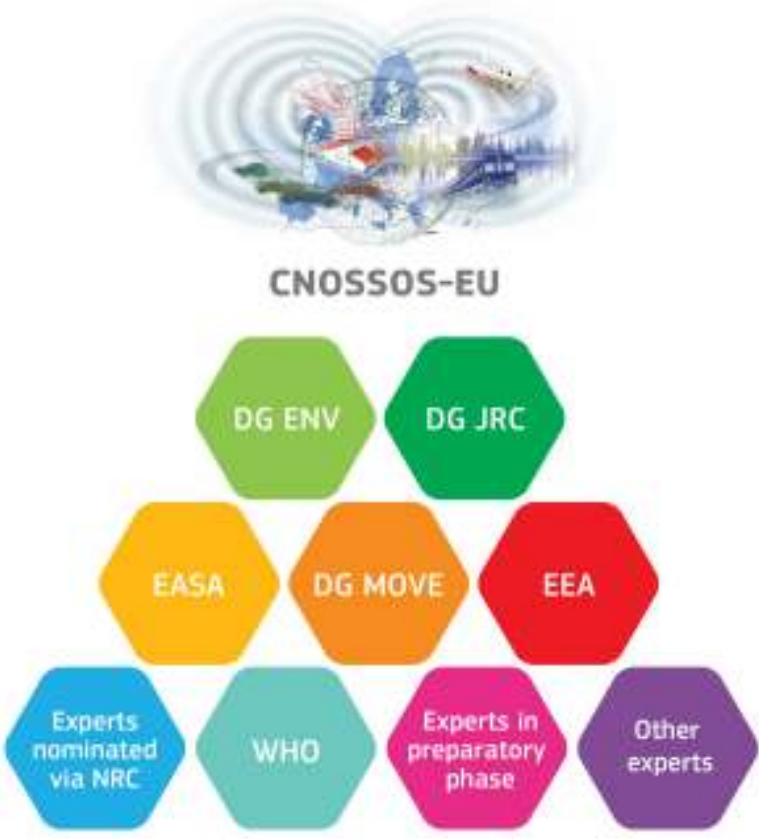 CNOSSOS-EU
DG ENV
DG JRC
EASA
DG MOVE
EEA
Experts
nominated
via NRC
WHO
Experts in
preparatory
phase
Other
experts